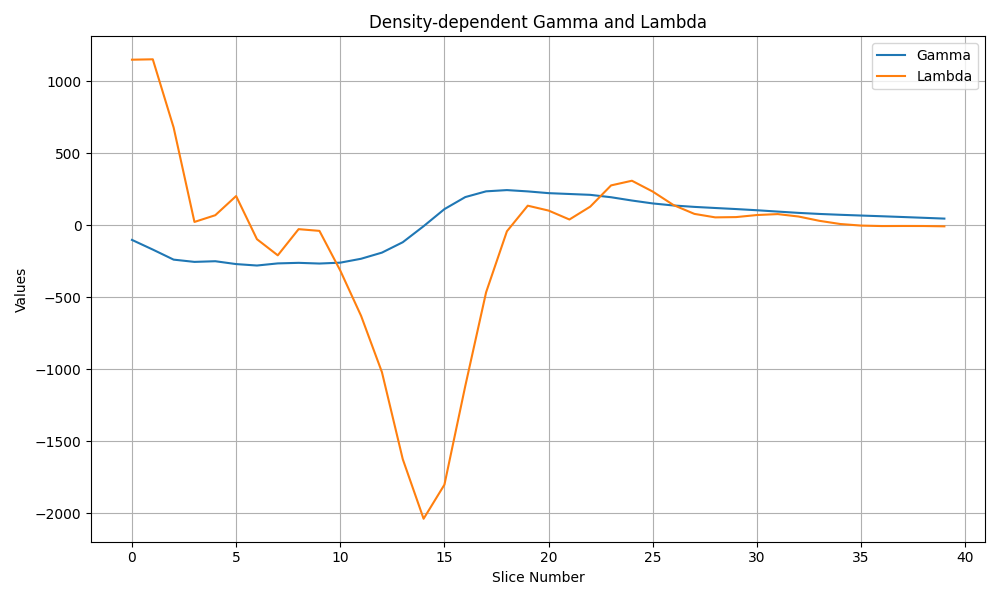 Density-dependent Gamma and Lambda
Gamma
Lambda
Values
1000
500
0
−500
−1000
−1500
−2000
0 5 10 15 20 25 30 35 40
Slice Number